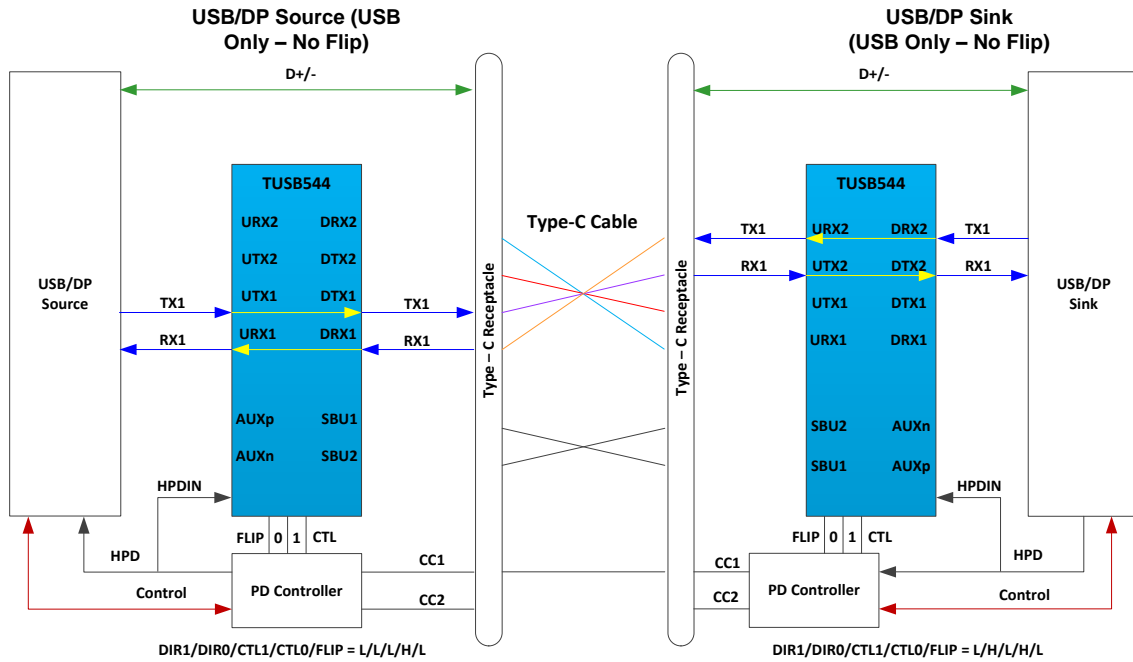 USB/DP Source (USB
Only – No Flip)
USB/DP Sink
(USB Only – No Flip)
D+/-
D+/-
TUSB544
URX2 DRX2
UTX2 DTX2
UTX1 DTX1
URX1 DRX1
AUXp SBU1
AUXn SBU2
USB/DP
Source
TX1
RX1
TX1
RX1
HPDIN
HPD
Control
FLIP 0 1 CTL
PD Controller
CC1
CC2
DIR1/DIR0/CTL1/CTL0/FLIP = L/L/L/H/L
Type – C Receptacle
Type-C Cable
Type – C Receptacle
TUSB544
URX2 DRX2
UTX2 DTX2
UTX1 DTX1
URX1 DRX1
SBU2 AUXn
SBU1 AUXp
TX1
RX1
TX1
RX1
USB/DP
Sink
HPDIN
HPD
Control
FLIP 0 1 CTL
PD Controller
CC1
CC2
DIR1/DIR0/CTL1/CTL0/FLIP = L/H/L/H/L